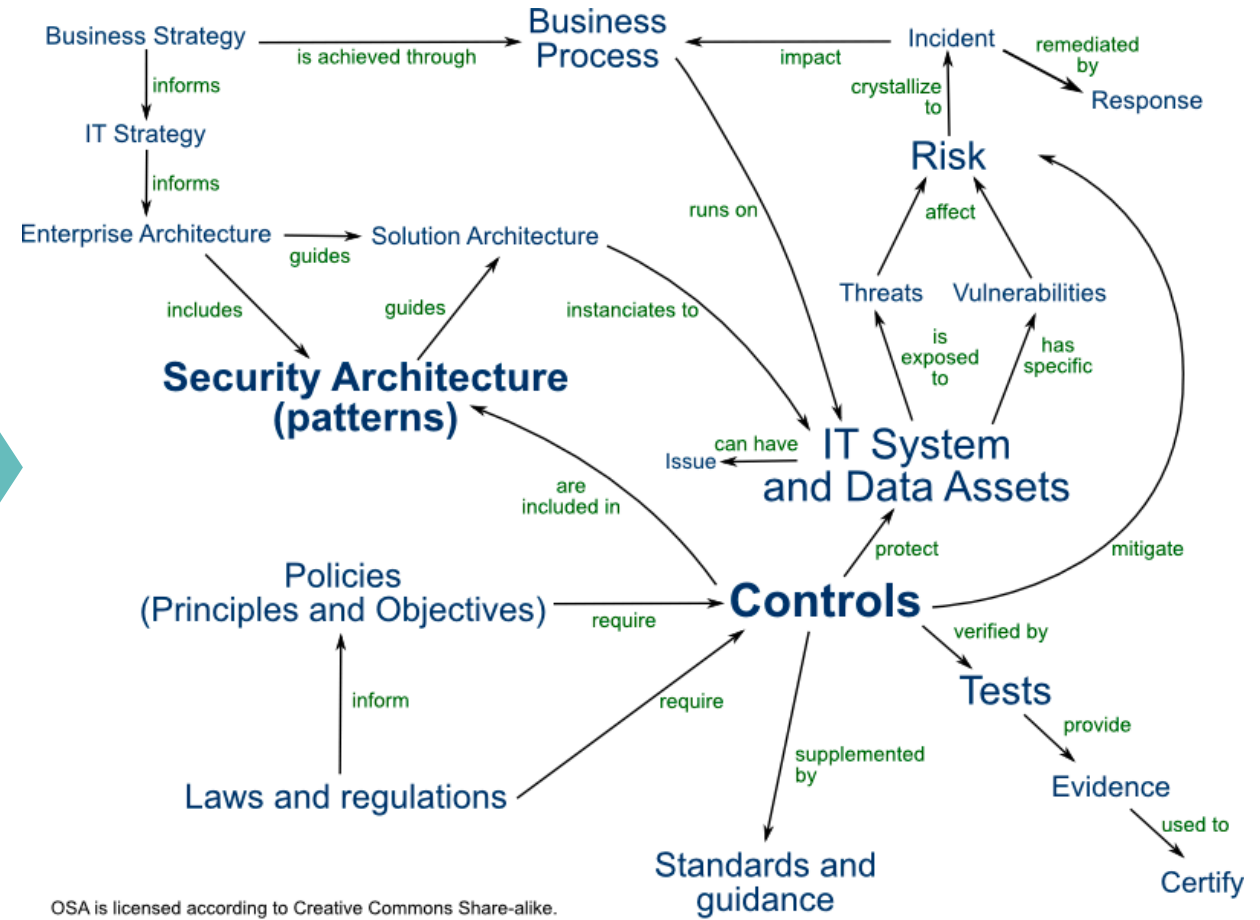 Business Strategy
is achieved through
Business
Process
impact
Incident
remediated
by
Response
informs
crystallize
to
IT Strategy
Risk
informs
runs on
affect
Enterprise Architecture
guides
Solution Architecture
includes
guides
instanciates to
Threats
Vulnerabilities
is
exposed
to
has
specific
Security Architecture
(patterns)
Issue
can have
IT System
and Data Assets
are
included in
protect
mitigate
Policies
(Principles and Objectives)
require
Controls
verified by
inform
require
Tests
provide
supplemented
by
Evidence
Laws and regulations
used to
Standards and
guidance
Certify
OSA is licensed according to Creative Commons Share-alike.